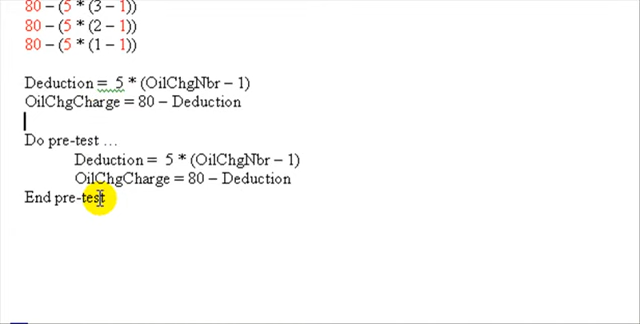 80 – (5 * (3 – 1))
80 – (5 * (2 – 1))
80 – (5 * (1 – 1))
Deduction = 5 * (OilChgNbr – 1)
OilChgCharge = 80 – Deduction
Do pre-test …
Deduction = 5 * (OilChgNbr – 1)
OilChgCharge = 80 – Deduction
End pre-test